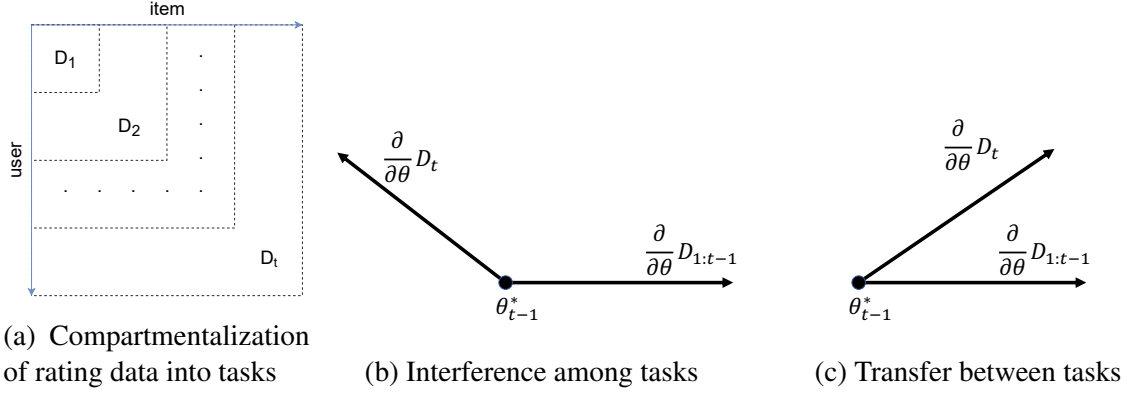 item
user
D₁
D₂
Dₜ
(a) Compartmentalization
of rating data into tasks
∂/∂θ Dₜ
∂/∂θ D₁:ₜ₋₁
θ*ₜ₋₁
(b) Interference among tasks
∂/∂θ Dₜ
∂/∂θ D₁:ₜ₋₁
θ*ₜ₋₁
(c) Transfer between tasks